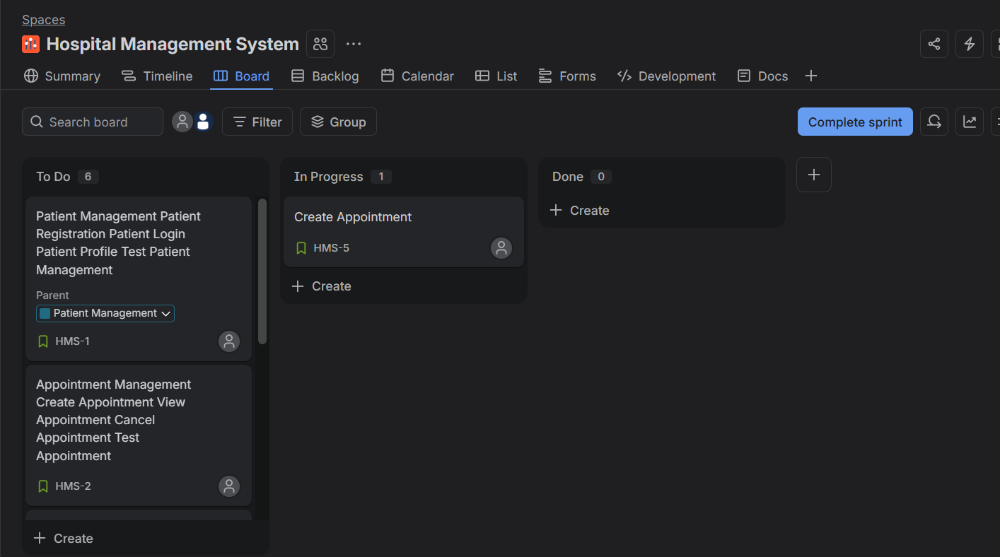 Spaces
Hospital Management System
Summary Timeline Board Backlog Calendar List Forms Development Docs
Search board Filter Group Complete sprint
To Do 6
Patient Management Patient
Registration Patient Login
Patient Profile Test Patient
Management
Parent
Patient Management
HMS-1
Appointment Management
Create Appointment View
Appointment Cancel
Appointment Test
Appointment
HMS-2
Create
In Progress 1
Create Appointment
HMS-5
Create
Done 0
Create